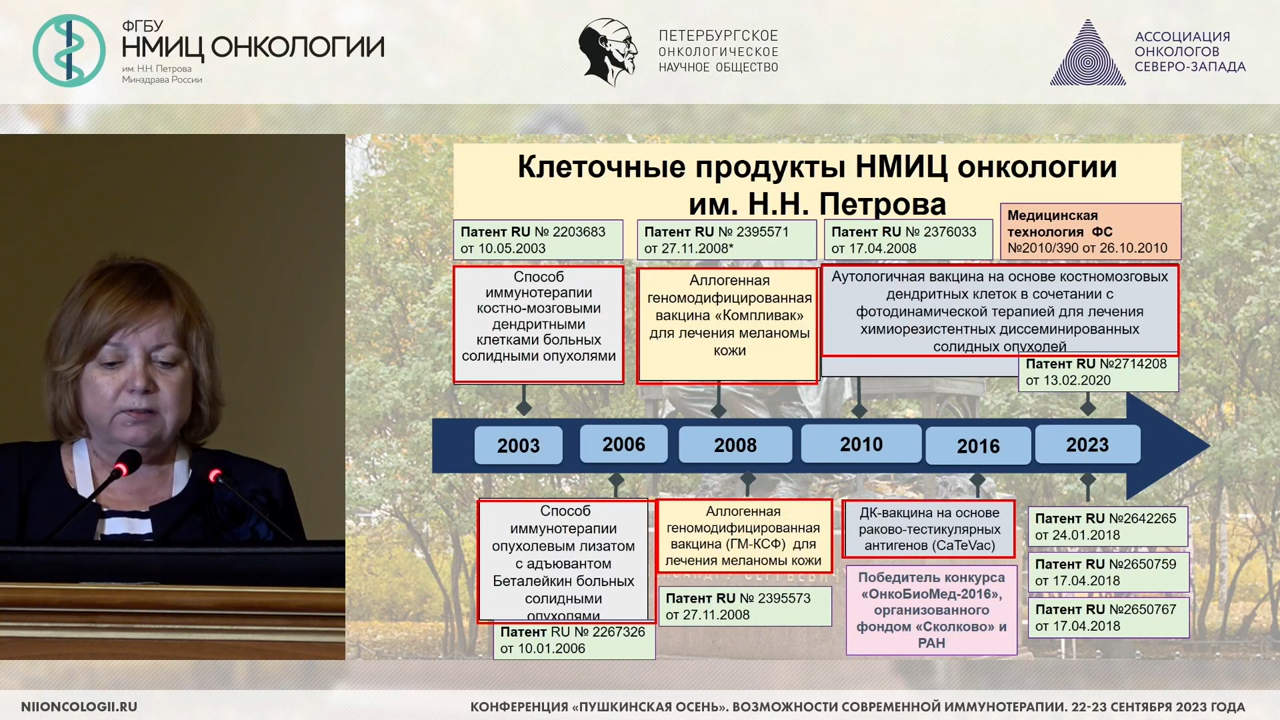 ФГБУ
НМИЦ ОНКОЛОГИИ
им. Н.Н. Петрова
Минздрава России
ПЕТЕРБУРГСКОЕ
ОНКОЛОГИЧЕСКОЕ
НАУЧНОЕ ОБЩЕСТВО
АССОЦИАЦИЯ
ОНКОЛОГОВ
СЕВЕРО-ЗАПАДА
Клеточные продукты НМИЦ онкологии
им. Н.Н. Петрова
Патент RU № 2203683
от 10.05.2003
Патент RU № 2395571
от 27.11.2008*
Патент RU № 2376033
от 17.04.2008
Медицинская
технология ФС
№2010/390 от 26.10.2010
Способ
иммунотерапии
костно-мозговыми
дендритными
клетками больных
солидными опухолями
Аллогенная
геномодифицированная
вакцина «Компливак»
для лечения меланомы
кожи
Аутологичная вакцина на основе костномозговых
дендритных клеток в сочетании с
фотодинамической терапией для лечения
химиорезистентных диссеминированных
солидных опухолей
Патент RU №2714208
от 13.02.2020
2003
2006
2008
2010
2016
2023
Способ
иммунотерапии
опухолевым лизатом
с адъювантом
Беталейкин больных
солидными
опухолями
Патент RU № 2267326
от 10.01.2006
Аллогенная
геномодифицированная
вакцина (ГМ-КСФ) для
лечения меланомы кожи
Патент RU № 2395573
от 27.11.2008
ДК-вакцина на основе
раково-тестикулярных
антигенов (CaTeVac)
Победитель конкурса
«ОнкоБиоМед-2016»,
организованного
фондом «Сколково» и
РАН
Патент RU №2642265
от 24.01.2018
Патент RU №2650759
от 17.04.2018
Патент RU №2650767
от 17.04.2018
NIIONCOLOGII.RU
КОНФЕРЕНЦИЯ «ПУШКИНСКАЯ ОСЕНЬ». ВОЗМОЖНОСТИ СОВРЕМЕННОЙ ИММУНОТЕРАПИИ. 22-23 СЕНТЯБРЯ 2023 ГОДА